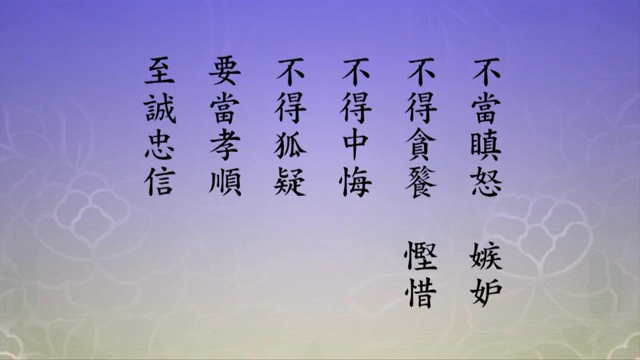 不當瞋怒 嫉妒
不得貪餮 慳惜
不得中悔
不得狐疑
要當孝順
至誠忠信